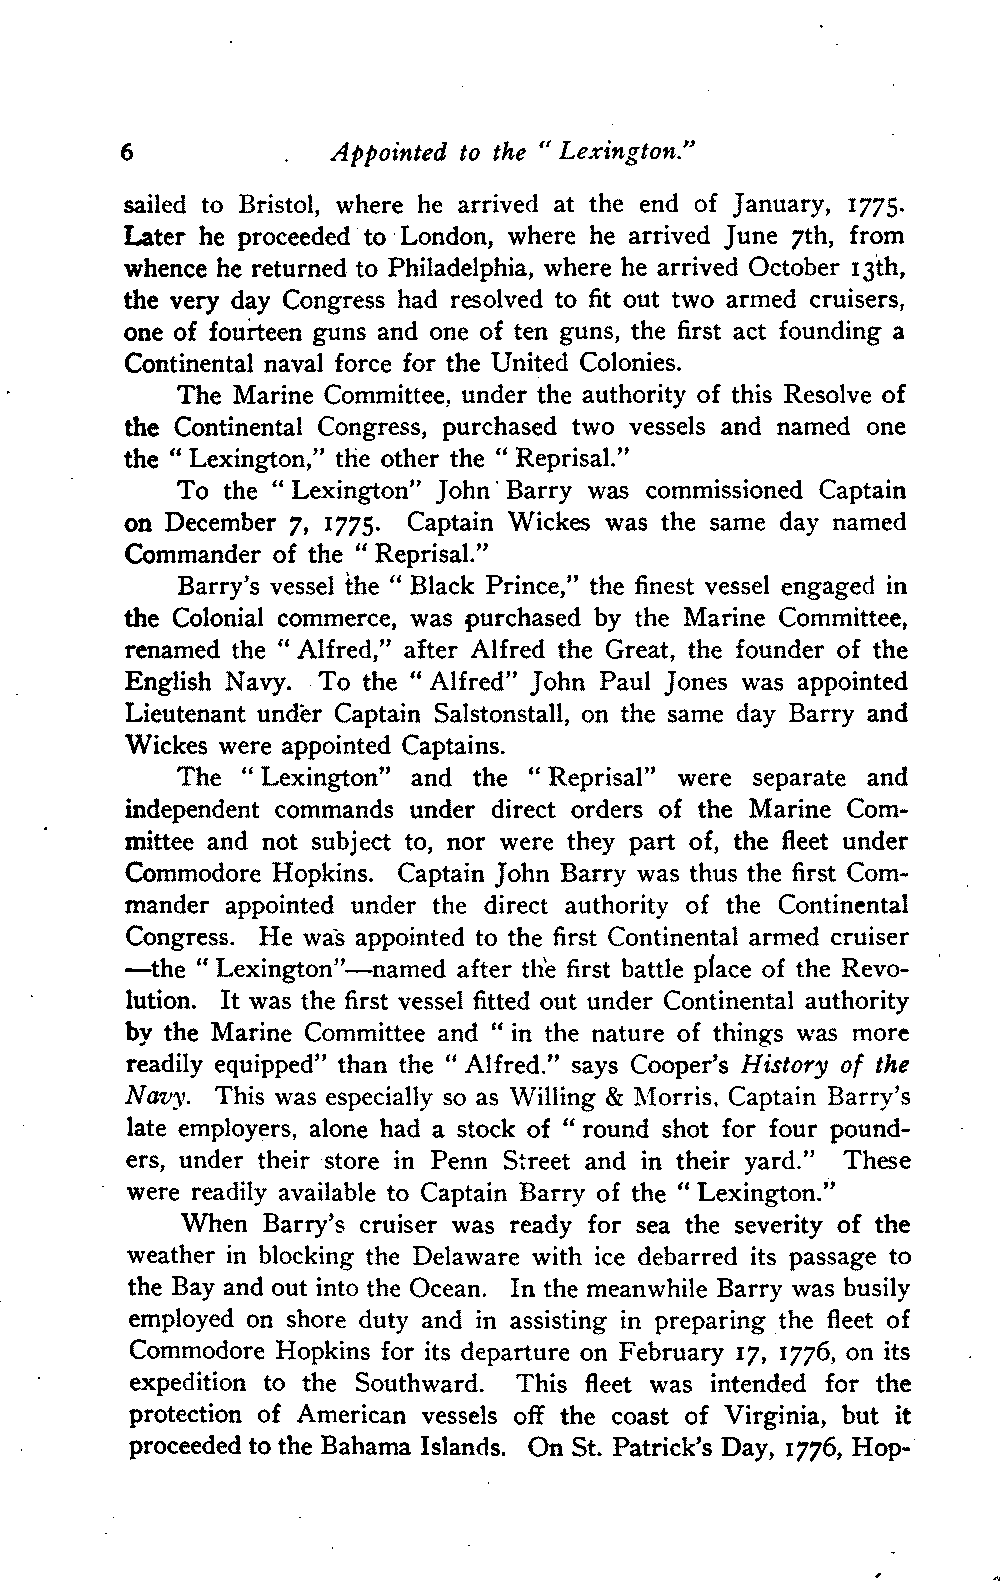 6 Appointed to the " Lexington."
sailed to Bristol, where he arrived at the end of January, 1775.
Later he proceeded to London, where he arrived June 7th, from
whence he returned to Philadelphia, where he arrived October 13th,
the very day Congress had resolved to fit out two armed cruisers,
one of fourteen guns and one of ten guns, the first act founding a
Continental naval force for the United Colonies.
The Marine Committee, under the authority of this Resolve of
the Continental Congress, purchased two vessels and named one
the " Lexington," the other the " Reprisal."
To the " Lexington" John Barry was commissioned Captain
on December 7, 1775. Captain Wickes was the same day named
Commander of the " Reprisal."
Barry's vessel the " Black Prince," the finest vessel engaged in
the Colonial commerce, was purchased by the Marine Committee,
renamed the " Alfred," after Alfred the Great, the founder of the
English Navy. To the " Alfred" John Paul Jones was appointed
Lieutenant under Captain Salstonstall, on the same day Barry and
Wickes were appointed Captains.
The " Lexington" and the " Reprisal" were separate and
independent commands under direct orders of the Marine Com-
mittee and not subject to, nor were they part of, the fleet under
Commodore Hopkins. Captain John Barry was thus the first Com-
mander appointed under the direct authority of the Continental
Congress. He was appointed to the first Continental armed cruiser
—the " Lexington"—named after the first battle place of the Revo-
lution. It was the first vessel fitted out under Continental authority
by the Marine Committee and " in the nature of things was more
readily equipped" than the " Alfred." says Cooper's History of the
Navy. This was especially so as Willing & Morris, Captain Barry's
late employers, alone had a stock of " round shot for four pound-
ers, under their store in Penn Street and in their yard." These
were readily available to Captain Barry of the " Lexington."
When Barry's cruiser was ready for sea the severity of the
weather in blocking the Delaware with ice debarred its passage to
the Bay and out into the Ocean. In the meanwhile Barry was busily
employed on shore duty and in assisting in preparing the fleet of
Commodore Hopkins for its departure on February 17, 1776, on its
expedition to the Southward. This fleet was intended for the
protection of American vessels off the coast of Virginia, but it
proceeded to the Bahama Islands. On St. Patrick's Day, 1776, Hop-